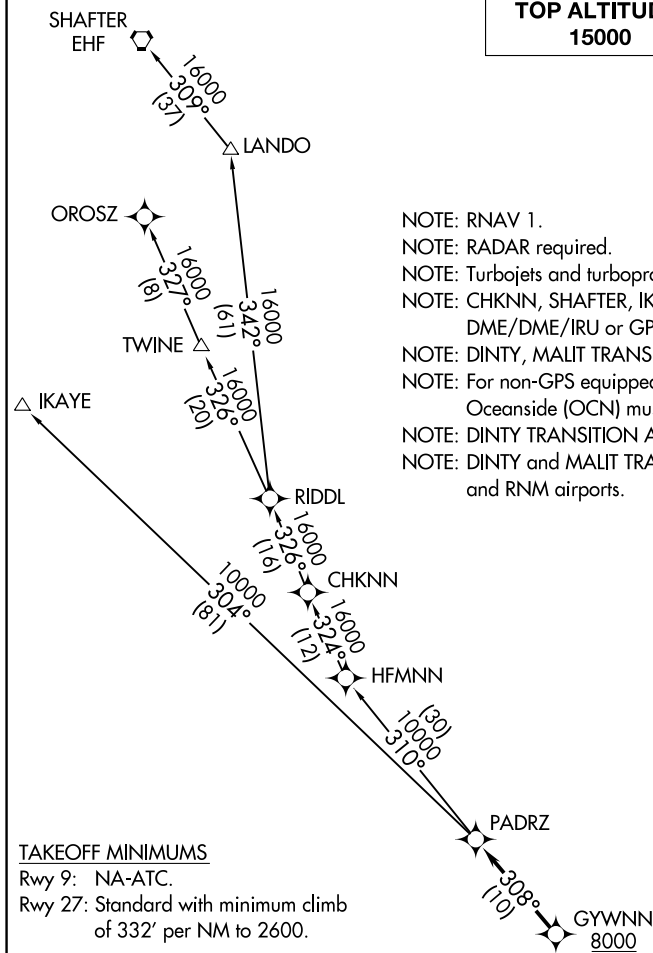 TOP ALTITUD
15000
SHAFTER
EHF
16000
309°
(37)
LANDO
OROSZ
16000
327°
(8)
16000
342°
(61)
TWINE
IKAYE
16000
326°
(20)
NOTE: RNAV 1.
NOTE: RADAR required.
NOTE: Turbojets and turbopro
NOTE: CHKNN, SHAFTER, IK
DME/DME/IRU or GP
NOTE: DINTY, MALIT TRANS
NOTE: For non-GPS equipped
Oceanside (OCN) mu
NOTE: DINTY TRANSITION A
NOTE: DINTY and MALIT TRA
and RNM airports.
RIDDL
16000
326°
(16)
CHKNN
10000
304°
(81)
16000
324°
(12)
HFMNN
(30)
10000
310°
PADRZ
308°
(10)
GYWNN
8000
TAKEOFF MINIMUMS
Rwy 9: NA-ATC.
Rwy 27: Standard with minimum climb
of 332' per NM to 2600.